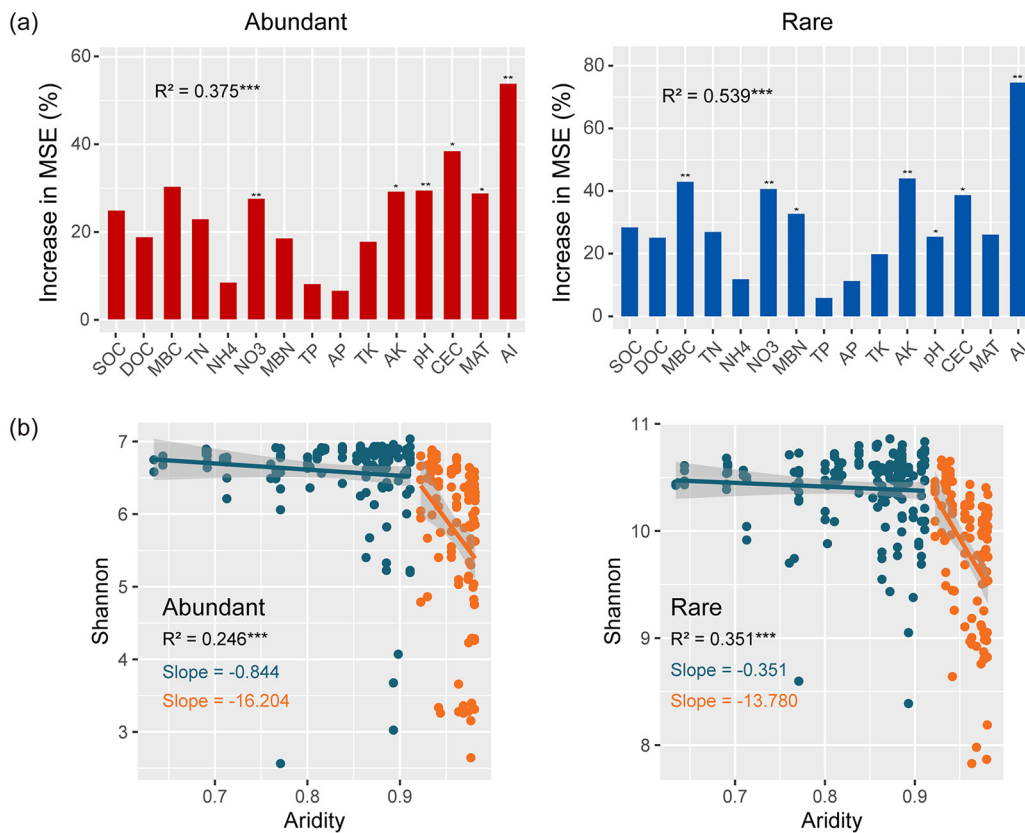 (a)
Abundant
Rare
Increase in MSE (%)
60
40
20
0
R² = 0.375***
** * ** * * **
SOC DOC MBC TN NH4 NO3 MBN TP AP TK AK pH CEC MAT AI
Increase in MSE (%)
80
60
40
20
0
R² = 0.539***
** ** * ** * * **
SOC DOC MBC TN NH4 NO3 MBN TP AP TK AK pH CEC MAT AI
(b)
Shannon
7
6
5
4
3
Abundant
R² = 0.246***
Slope = -0.844
Slope = -16.204
0.7 0.8 0.9
Aridity
Shannon
11
10
9
8
Rare
R² = 0.351***
Slope = -0.351
Slope = -13.780
0.7 0.8 0.9
Aridity